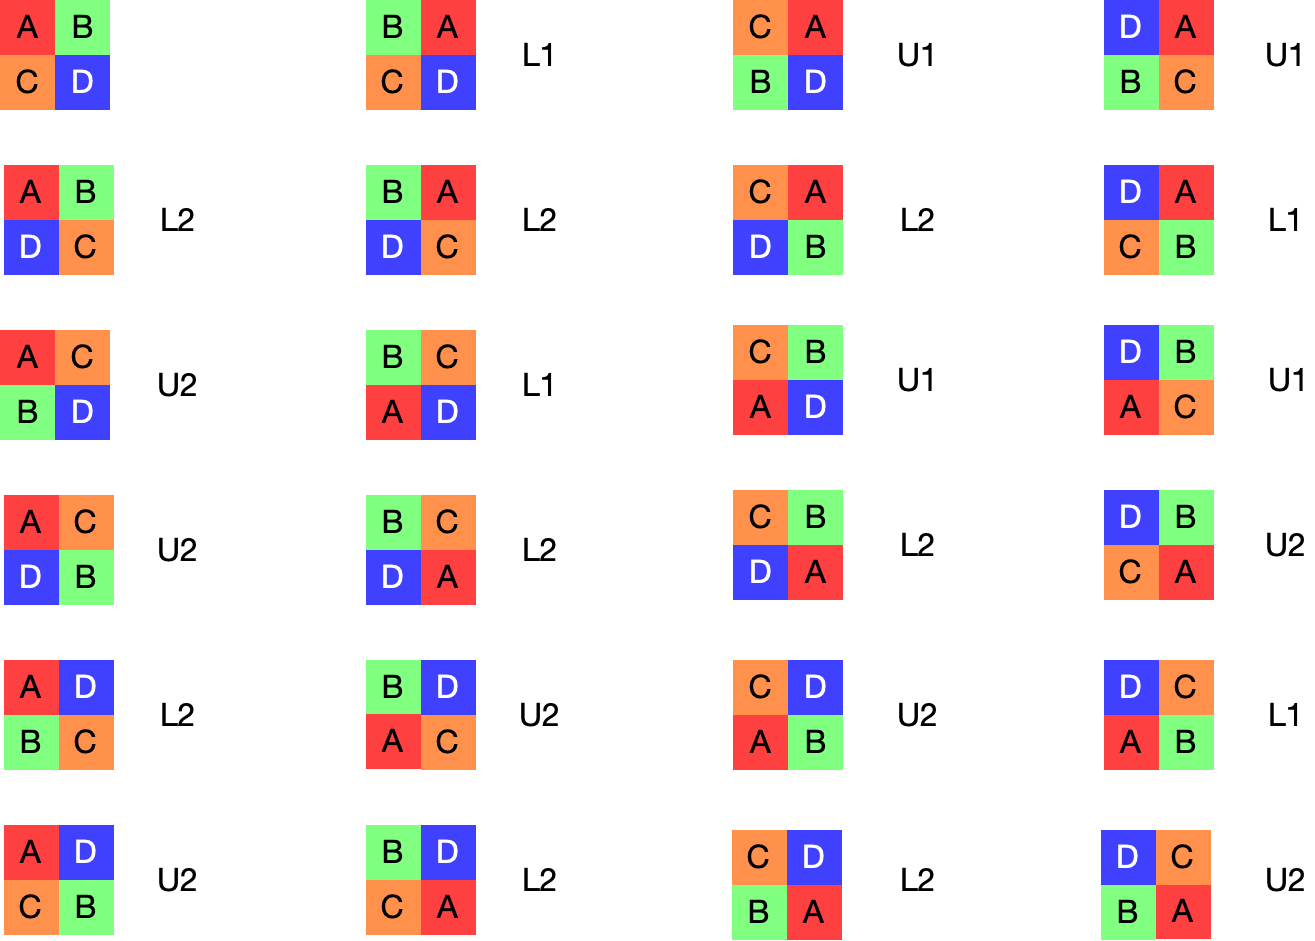 A B B A C A D A
L1 U1 U1
C D C D B D B C
A B B A C A D A
L2 L2 L2 L1
D C D C D B C B
A C B C C B D B
U2 L1 U1 U1
B D A D A D A C
A C B C C B D B
U2 L2 L2 U2
D B D A D A C A
A D B D C D D C
L2 U2 U2 L1
B C A C A B A B
A D B D C D D C
U2 L2 L2 U2
C B C A B A B A